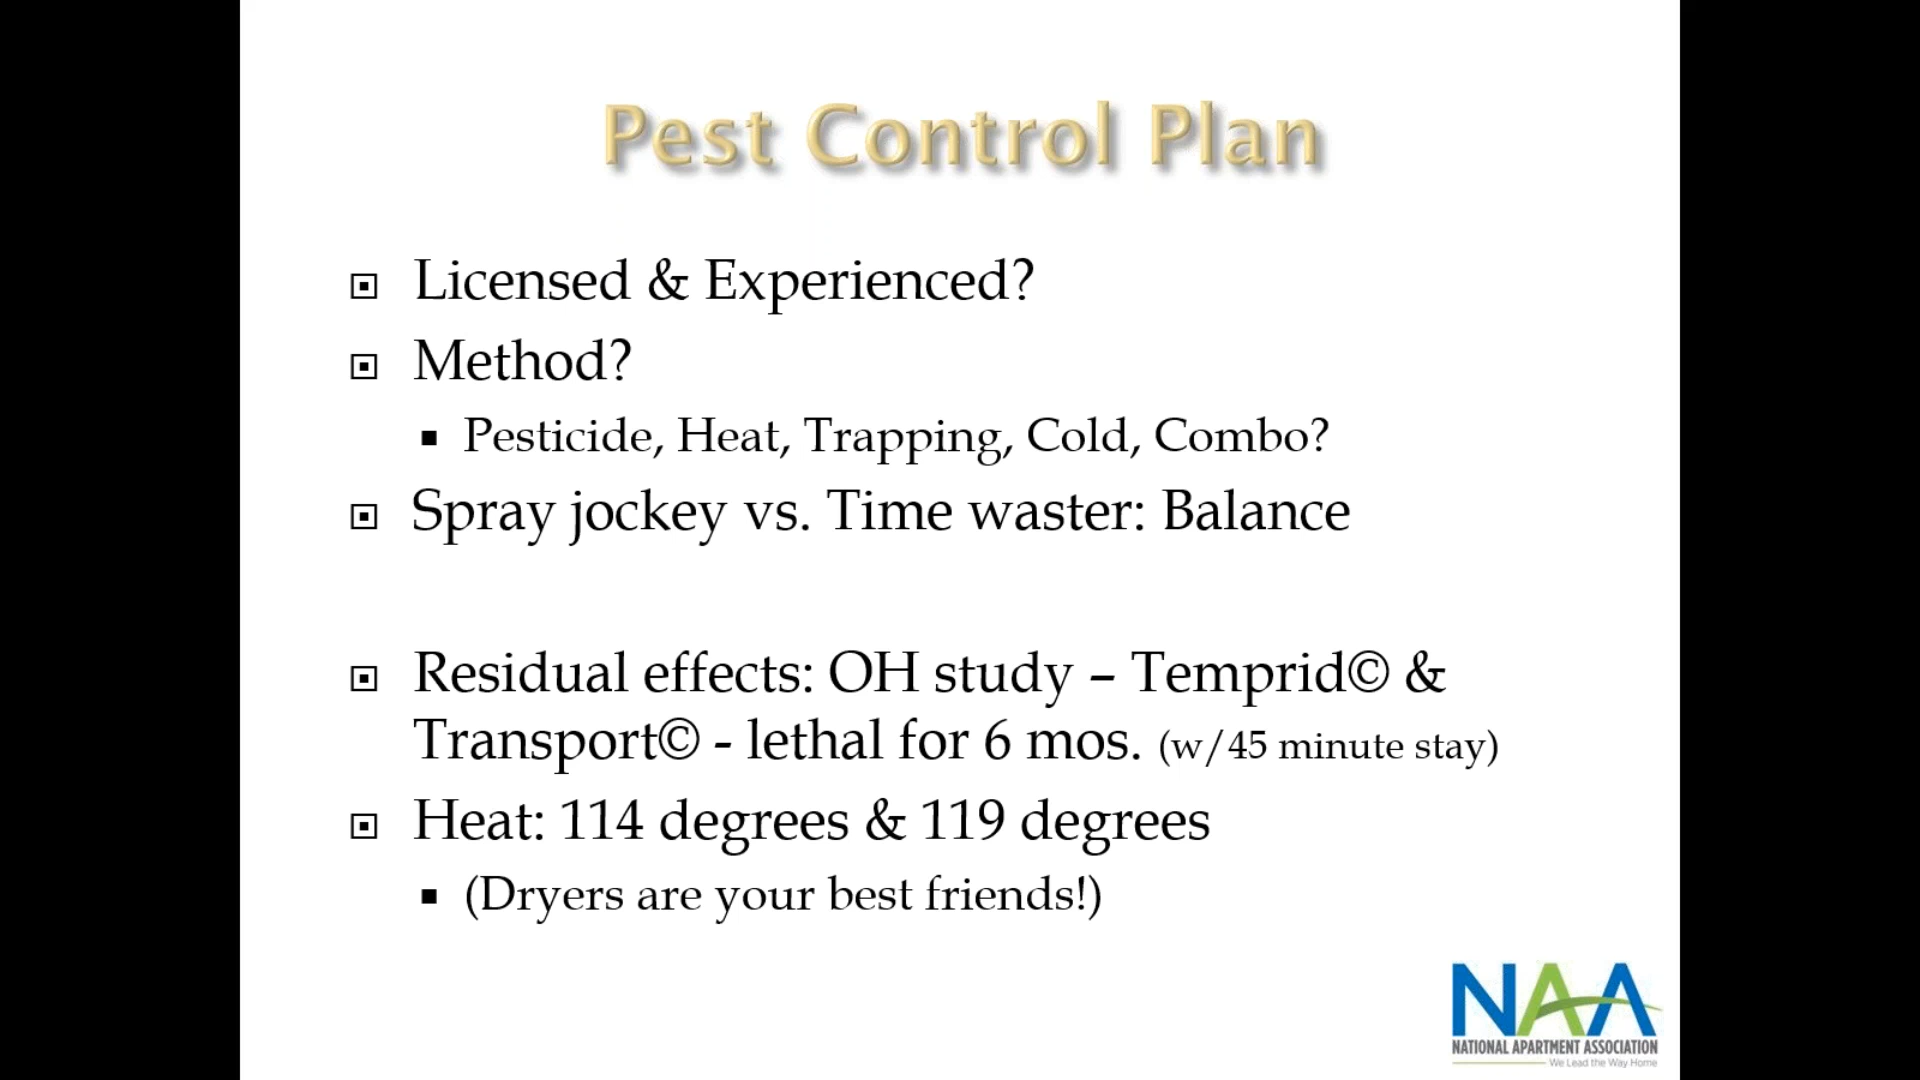 Pest Control Plan
Licensed & Experienced?
Method?
Pesticide, Heat, Trapping, Cold, Combo?
Spray jockey vs. Time waster: Balance
Residual effects: OH study – Temprid© &
Transport© - lethal for 6 mos. (w/45 minute stay)
Heat: 114 degrees & 119 degrees
(Dryers are your best friends!)
NAA
NATIONAL APARTMENT ASSOCIATION
We Lead the Way Home